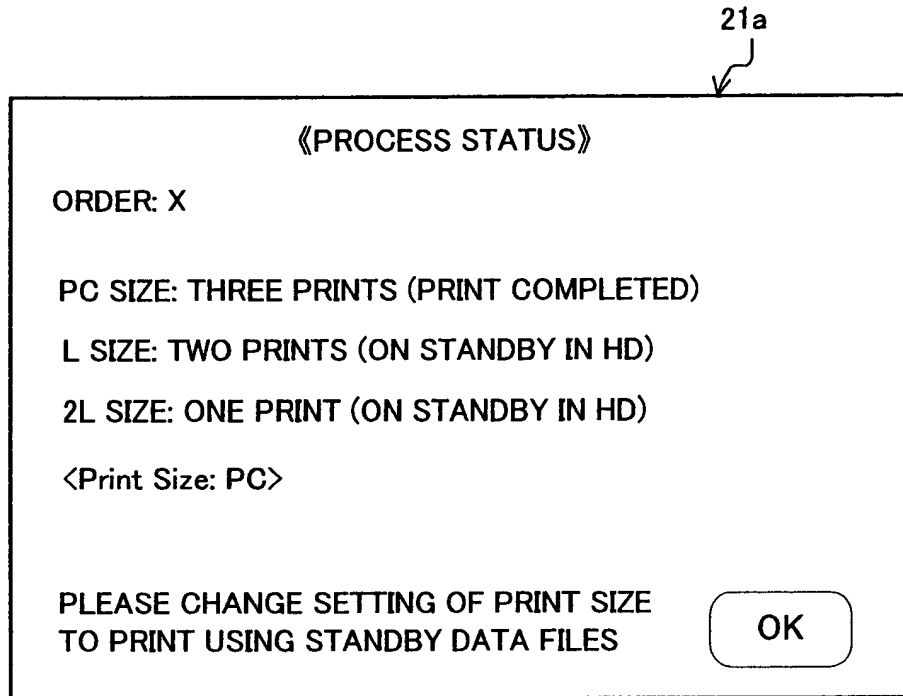 21a
《PROCESS STATUS》
ORDER: X
PC SIZE: THREE PRINTS (PRINT COMPLETED)
L SIZE: TWO PRINTS (ON STANDBY IN HD)
2L SIZE: ONE PRINT (ON STANDBY IN HD)
<Print Size: PC>
PLEASE CHANGE SETTING OF PRINT SIZE
TO PRINT USING STANDBY DATA FILES
OK